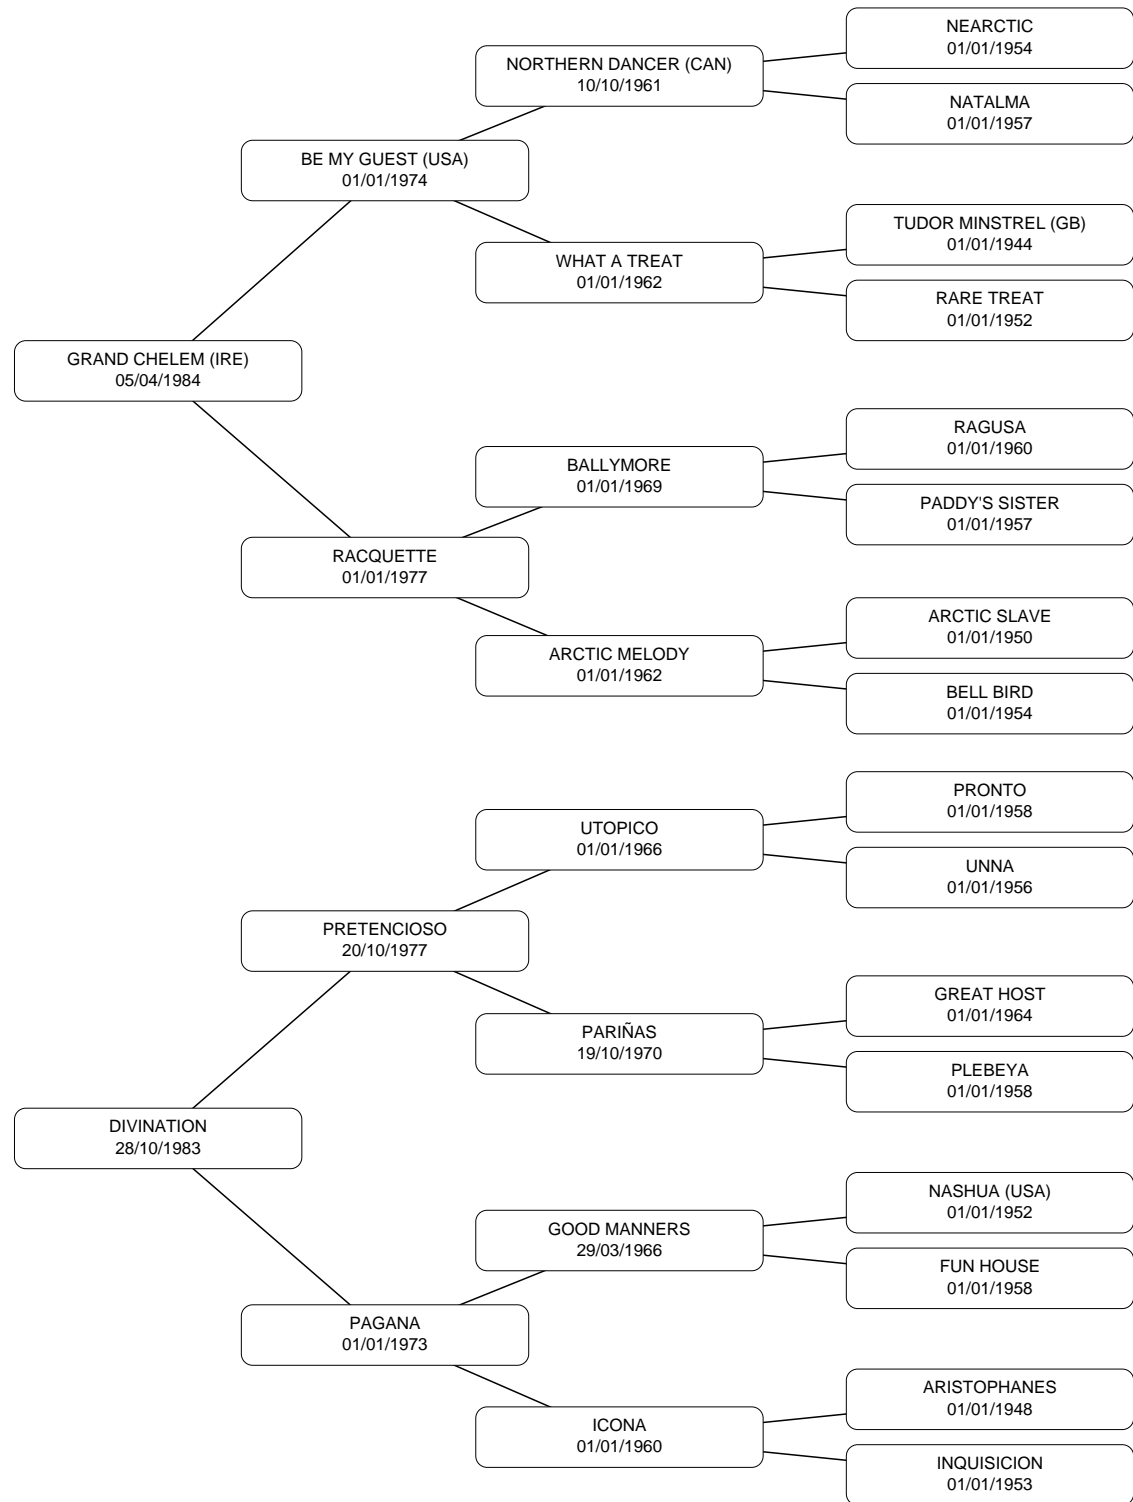 NEARCTIC
01/01/1954
NORTHERN DANCER (CAN)
10/10/1961
NATALMA
01/01/1957
BE MY GUEST (USA)
01/01/1974
TUDOR MINSTREL (GB)
01/01/1944
WHAT A TREAT
01/01/1962
RARE TREAT
01/01/1952
GRAND CHELEM (IRE)
05/04/1984
RAGUSA
01/01/1960
BALLYMORE
01/01/1969
PADDY'S SISTER
01/01/1957
RACQUETTE
01/01/1977
ARCTIC SLAVE
01/01/1950
ARCTIC MELODY
01/01/1962
BELL BIRD
01/01/1954
PRONTO
01/01/1958
UTOPICO
01/01/1966
UNNA
01/01/1956
PRETENCIOSO
20/10/1977
GREAT HOST
01/01/1964
PARIÑAS
19/10/1970
PLEBEYA
01/01/1958
DIVINATION
28/10/1983
NASHUA (USA)
01/01/1952
GOOD MANNERS
29/03/1966
FUN HOUSE
01/01/1958
PAGANA
01/01/1973
ARISTOPHANES
01/01/1948
ICONA
01/01/1960
INQUISICION
01/01/1953